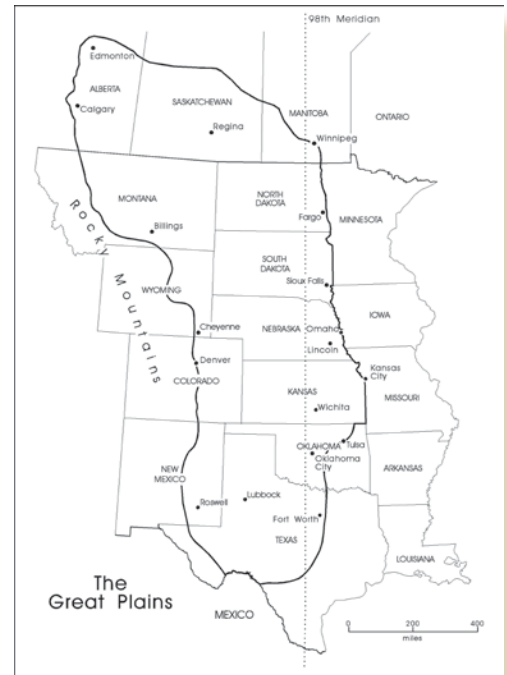 98th Meridian
Edmonton
ALBERTA
Calgary
SASKATCHEWAN
Regina
MANITOBA
Winnipeg
ONTARIO
MONTANA
Billings
NORTH
DAKOTA
Fargo
MINNESOTA
Rocky Mountains
SOUTH
DAKOTA
Sioux Falls
WYOMING
Cheyenne
NEBRASKA
Omaha
Lincoln
IOWA
Denver
COLORADO
Kansas
City
KANSAS
Wichita
MISSOURI
OKLAHOMA
Tulsa
Oklahoma
City
ARKANSAS
NEW
MEXICO
Roswell
Lubbock
Fort Worth
TEXAS
LOUISIANA
The
Great Plains
MEXICO
0 200 400
miles